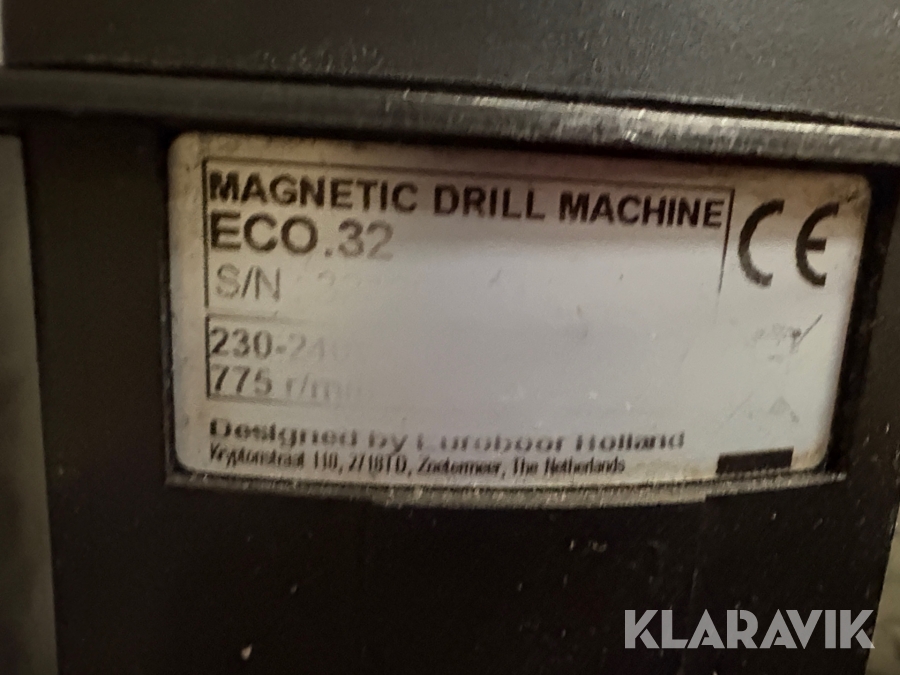 MAGNETIC DRILL MACHINE
ECO.32
CE
S/N
230-24
775 r/m
Designed by Euroboor Holland
Kryptonstraat 110, 2718TD, Zoetermeer, The Netherlands
KLARAVIK